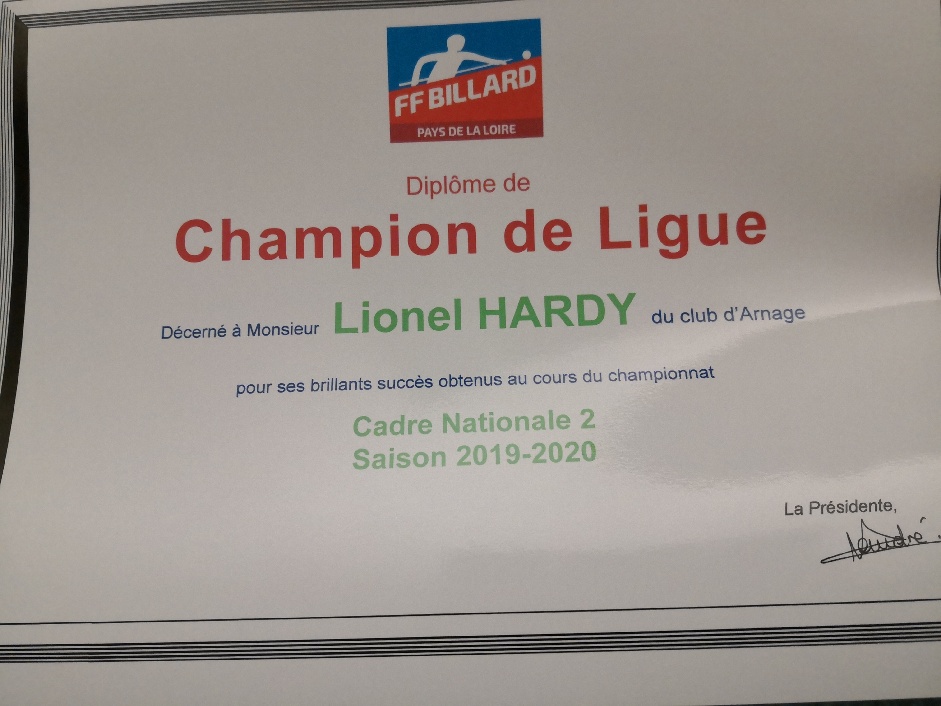 FF BILLARD
PAYS DE LA LOIRE
Diplôme de
Champion de Ligue
Décerné à Monsieur Lionel HARDY du club d'Arnage
pour ses brillants succès obtenus au cours du championnat
Cadre Nationale 2
Saison 2019-2020
La Présidente,